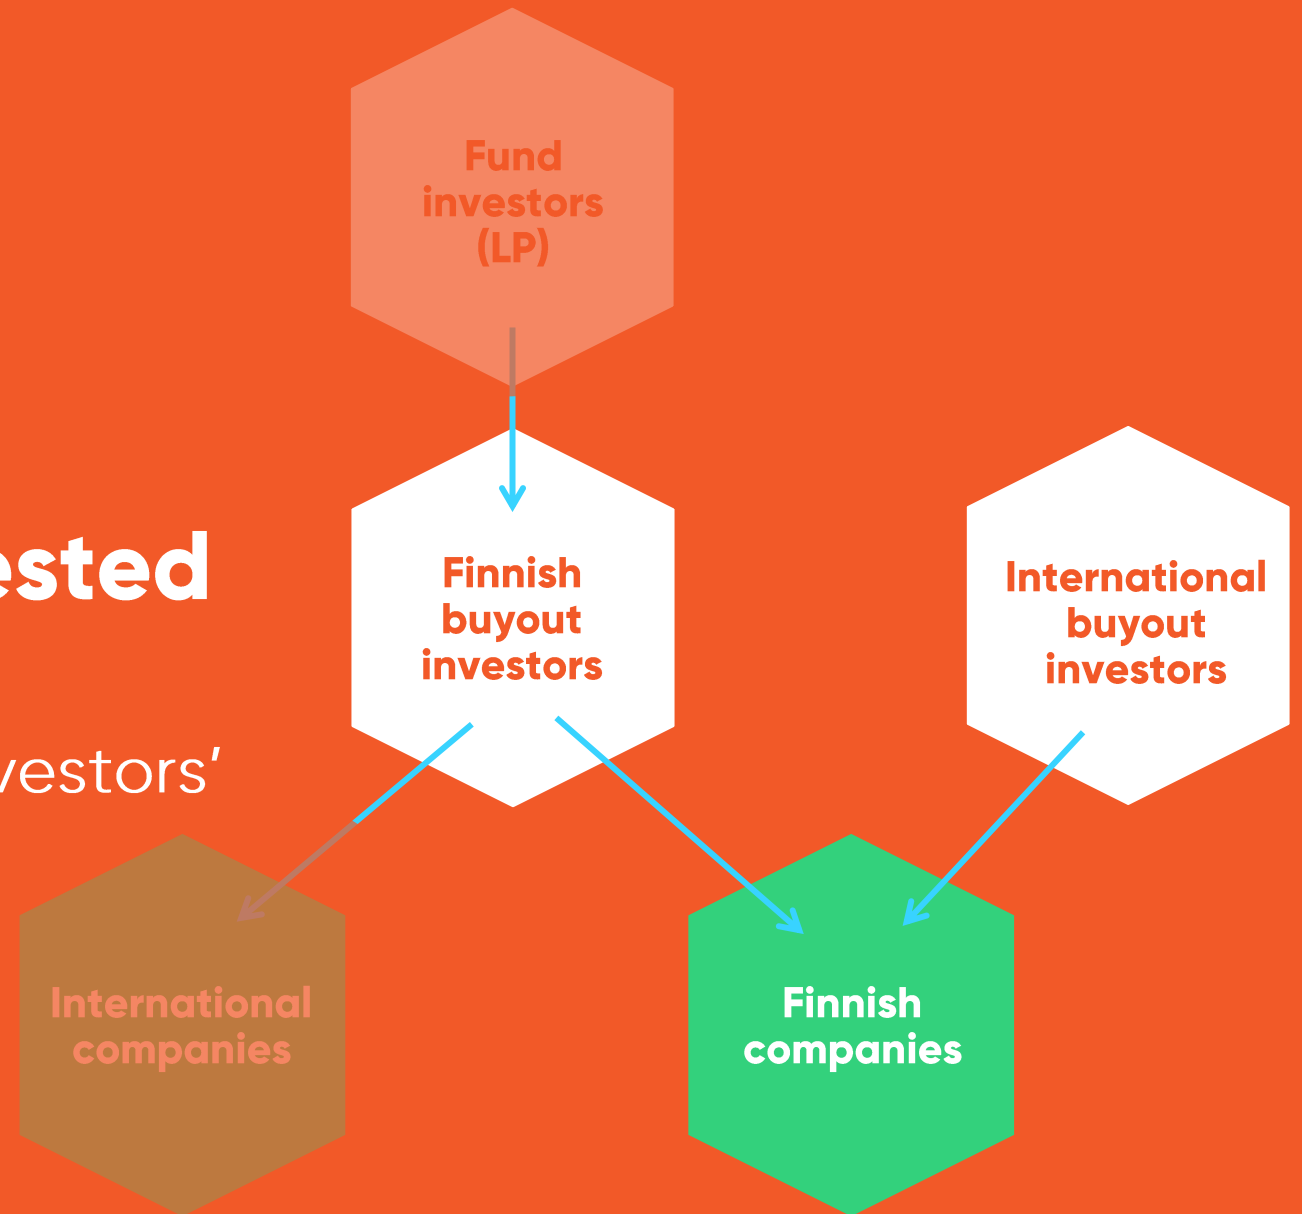 Fund
investors
(LP)
ested
vestors’
Finnish
buyout
investors
International
buyout
investors
International
companies
Finnish
companies